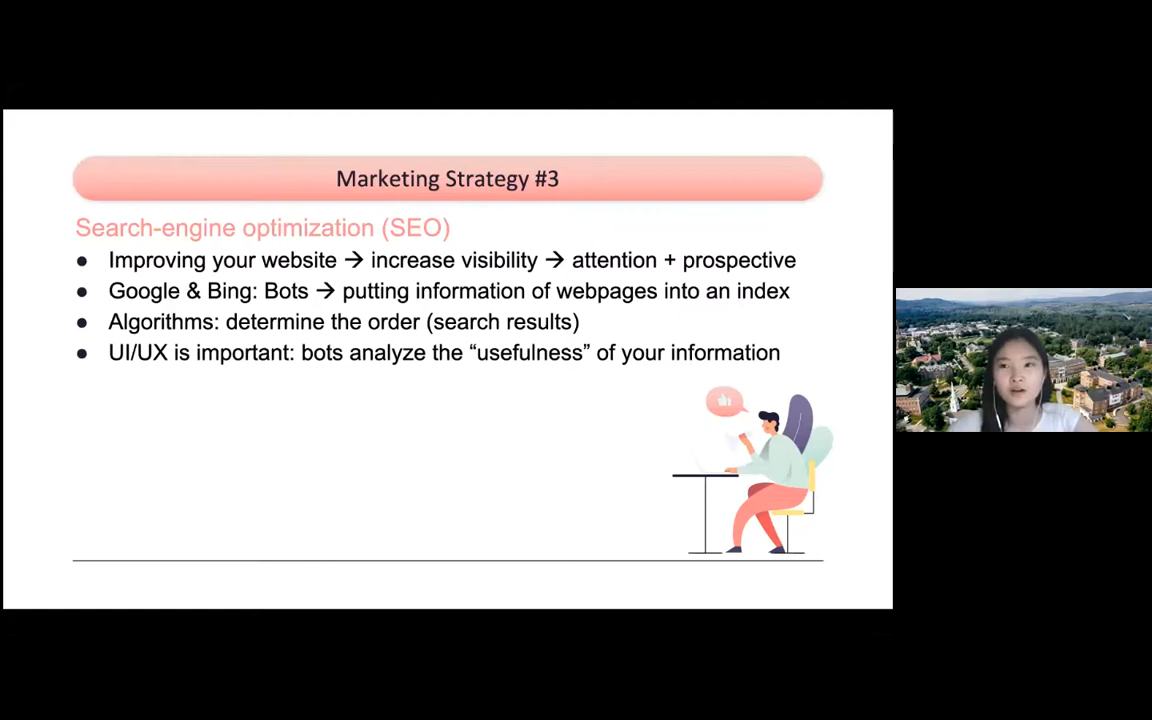 Marketing Strategy #3
Search-engine optimization (SEO)
● Improving your website → increase visibility → attention + prospective
● Google & Bing: Bots → putting information of webpages into an index
● Algorithms: determine the order (search results)
● UI/UX is important: bots analyze the “usefulness” of your information